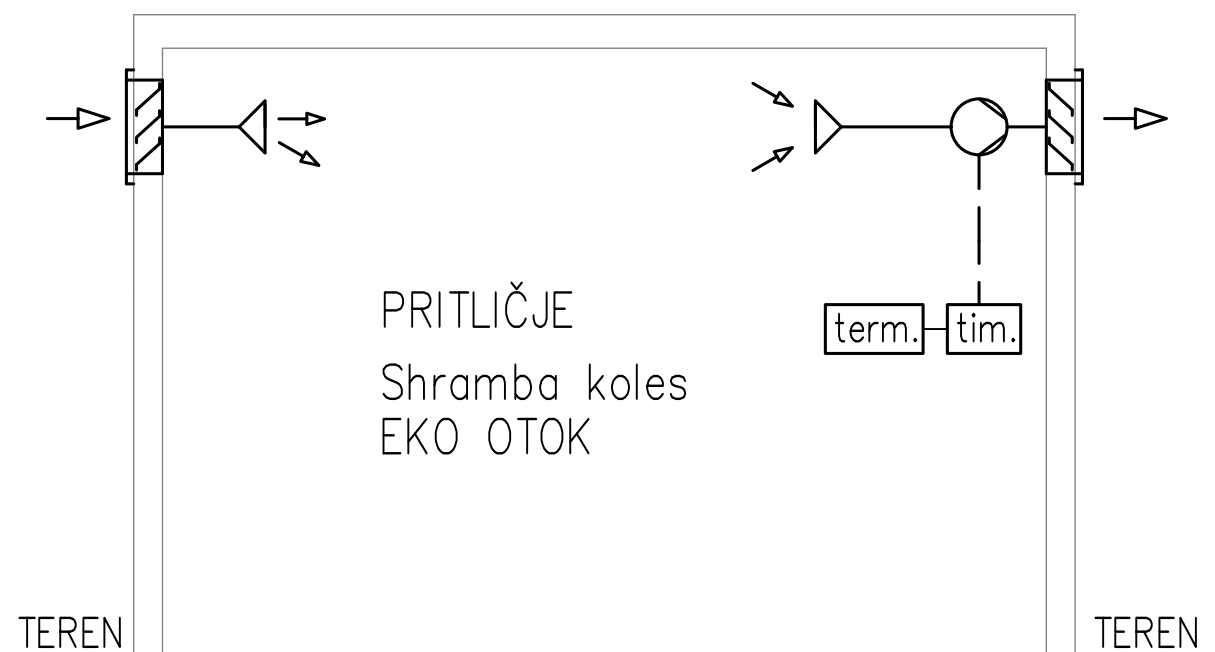 PRITLIČJE
term.
tim.
Shramba koles
EKO OTOK
TEREN
TEREN